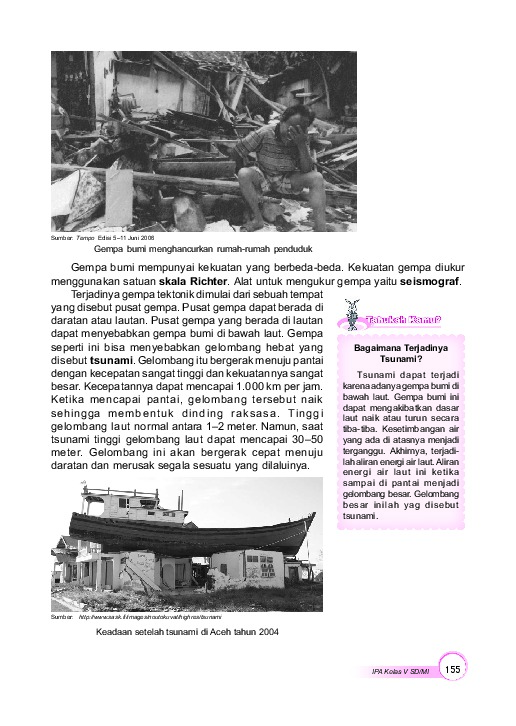 Sumber: Tempo Edisi 5–11 Juni 2006
Gempa bumi menghancurkan rumah-rumah penduduk
Gempa bumi mempunyai kekuatan yang berbeda-beda. Kekuatan gempa diukur
menggunakan satuan skala Richter. Alat untuk mengukur gempa yaitu seismograf.
Terjadinya gempa tektonik dimulai dari sebuah tempat
yang disebut pusat gempa. Pusat gempa dapat berada di
daratan atau lautan. Pusat gempa yang berada di lautan
dapat menyebabkan gempa bumi di bawah laut. Gempa
seperti ini bisa menyebabkan gelombang hebat yang
disebut tsunami. Gelombang itu bergerak menuju pantai
dengan kecepatan sangat tinggi dan kekuatannya sangat
besar. Kecepatannya dapat mencapai 1.000 km per jam.
Ketika mencapai pantai, gelombang tersebut naik
sehingga membentuk dinding raksasa. Tinggi
gelombang laut normal antara 1–2 meter. Namun, saat
tsunami tinggi gelombang laut dapat mencapai 30–50
meter. Gelombang ini akan bergerak cepat menuju
daratan dan merusak segala sesuatu yang dilaluinya.
Tahukah Kamu?
Bagaimana Terjadinya
Tsunami?
Tsunami dapat terjadi
karena adanya gempa bumi di
bawah laut. Gempa bumi ini
dapat mengakibatkan dasar
laut naik atau turun secara
tiba-tiba. Kesetimbangan air
yang ada di atasnya menjadi
terganggu. Akhirnya, terjadi-
lah aliran energi air laut. Aliran
energi air laut ini ketika
sampai di pantai menjadi
gelombang besar. Gelombang
besar inilah yag disebut
tsunami.
Sumber:
Keadaan setelah tsunami di Aceh tahun 2004
IPA Kelas V SD/MI
155